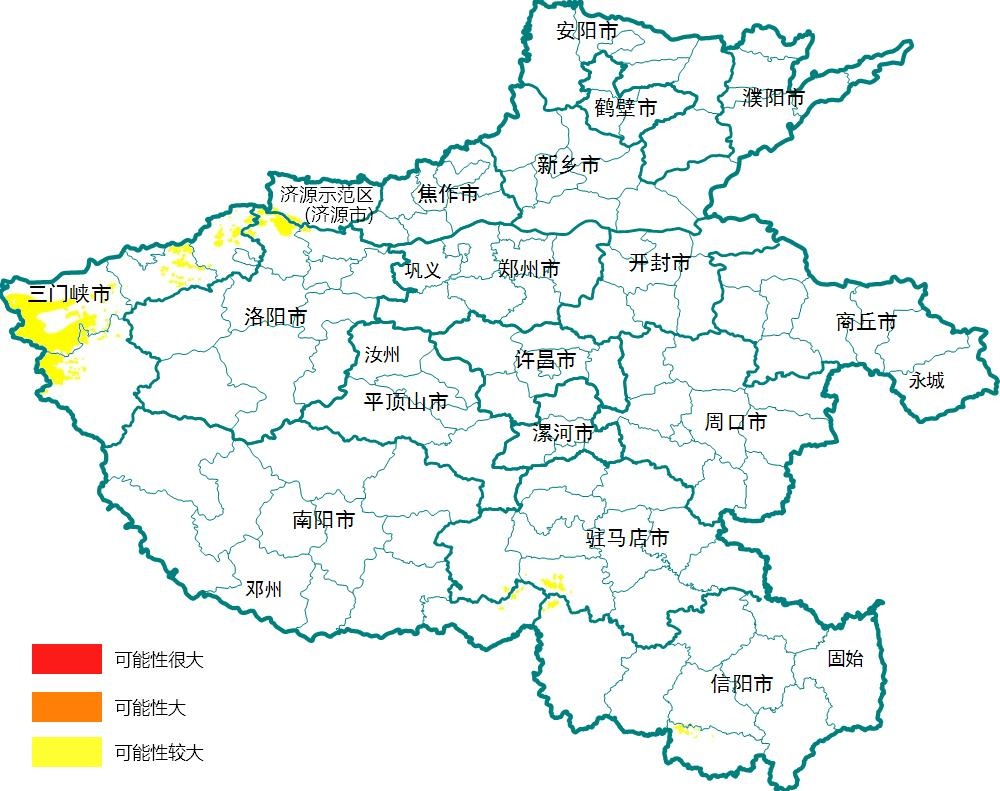 安阳市
鹤壁市
濮阳市
新乡市
济源示范区
(济源市)
焦作市
三门峡市
洛阳市
巩义
郑州市
开封市
商丘市
永城
汝州
许昌市
平顶山市
漯河市
周口市
南阳市
驻马店市
邓州
固始
信阳市
可能性很大
可能性大
可能性较大